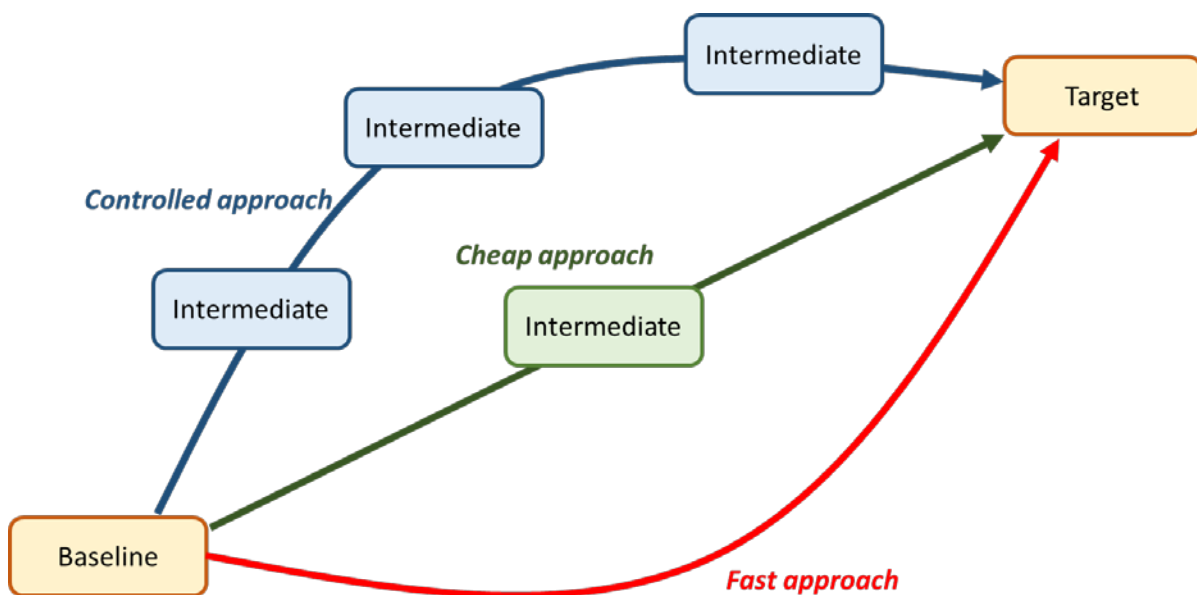 Intermediate
Target
Intermediate
Controlled approach
Cheap approach
Intermediate
Intermediate
Baseline
Fast approach